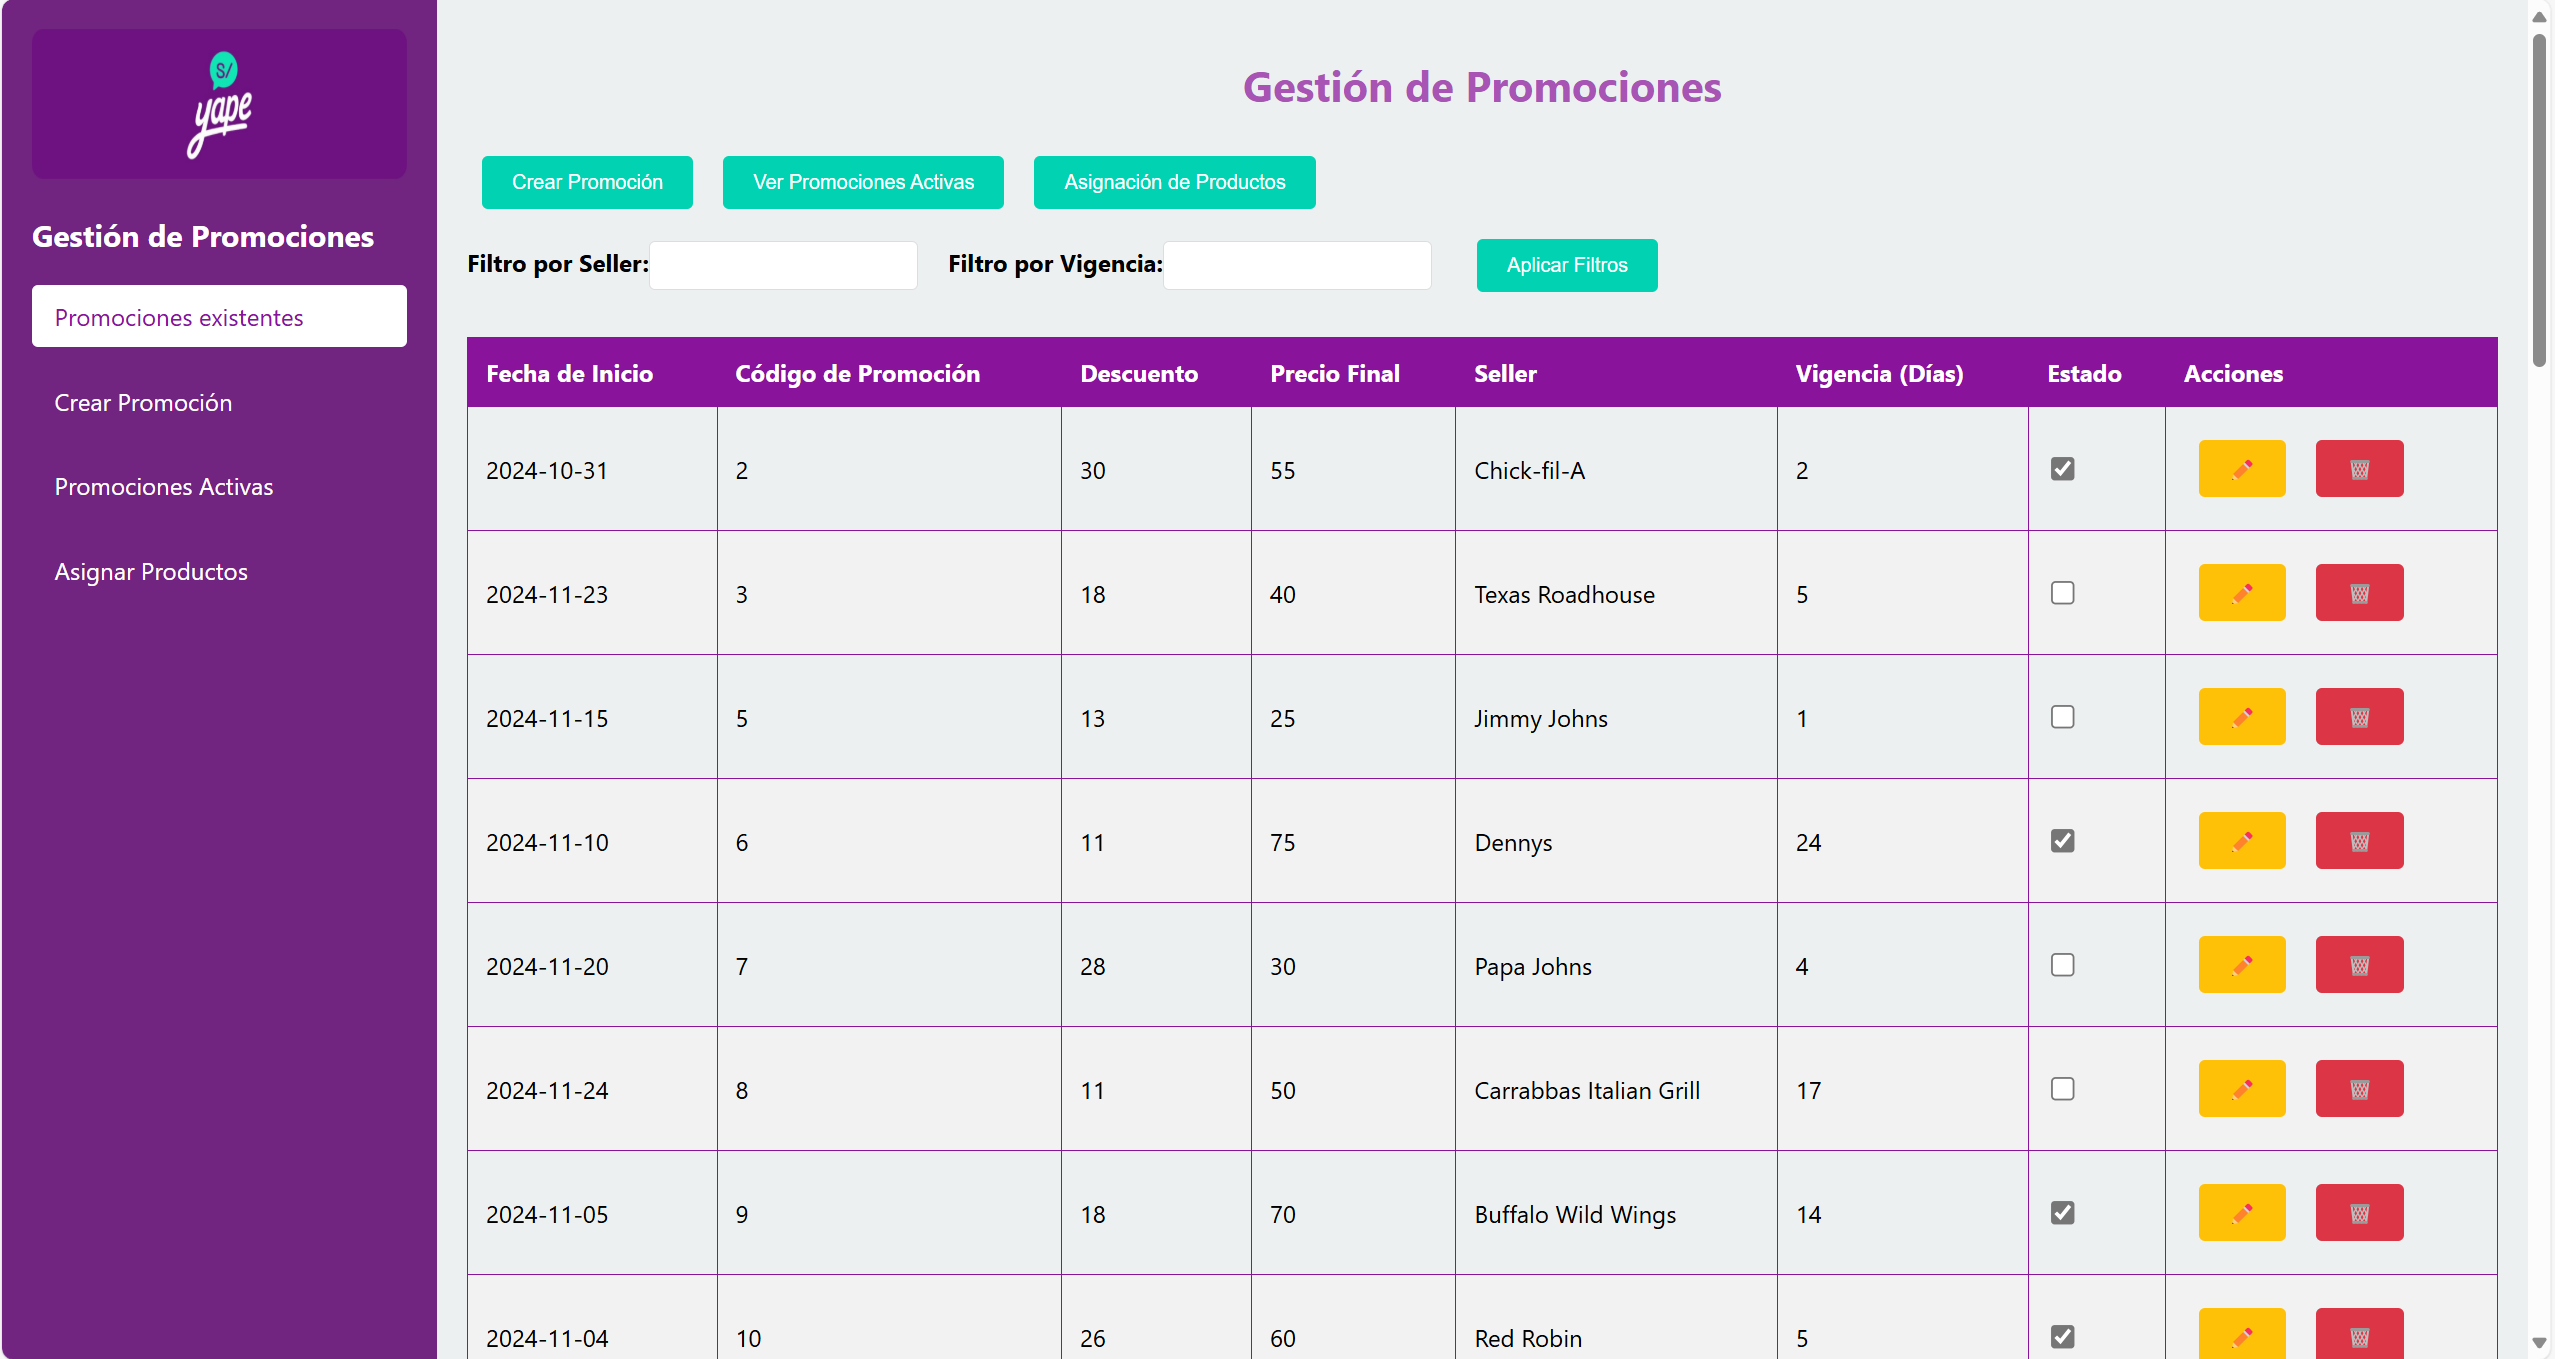 S/
yape
Gestión de Promociones
Promociones existentes
Crear Promoción
Promociones Activas
Asignar Productos
Gestión de Promociones
Crear Promoción Ver Promociones Activas Asignación de Productos
Filtro por Seller: Filtro por Vigencia: Aplicar Filtros
Fecha de Inicio Código de Promoción Descuento Precio Final Seller Vigencia (Días) Estado Acciones
2024-10-31 2 30 55 Chick-fil-A 2
2024-11-23 3 18 40 Texas Roadhouse 5
2024-11-15 5 13 25 Jimmy Johns 1
2024-11-10 6 11 75 Dennys 24
2024-11-20 7 28 30 Papa Johns 4
2024-11-24 8 11 50 Carrabbas Italian Grill 17
2024-11-05 9 18 70 Buffalo Wild Wings 14
2024-11-04 10 26 60 Red Robin 5